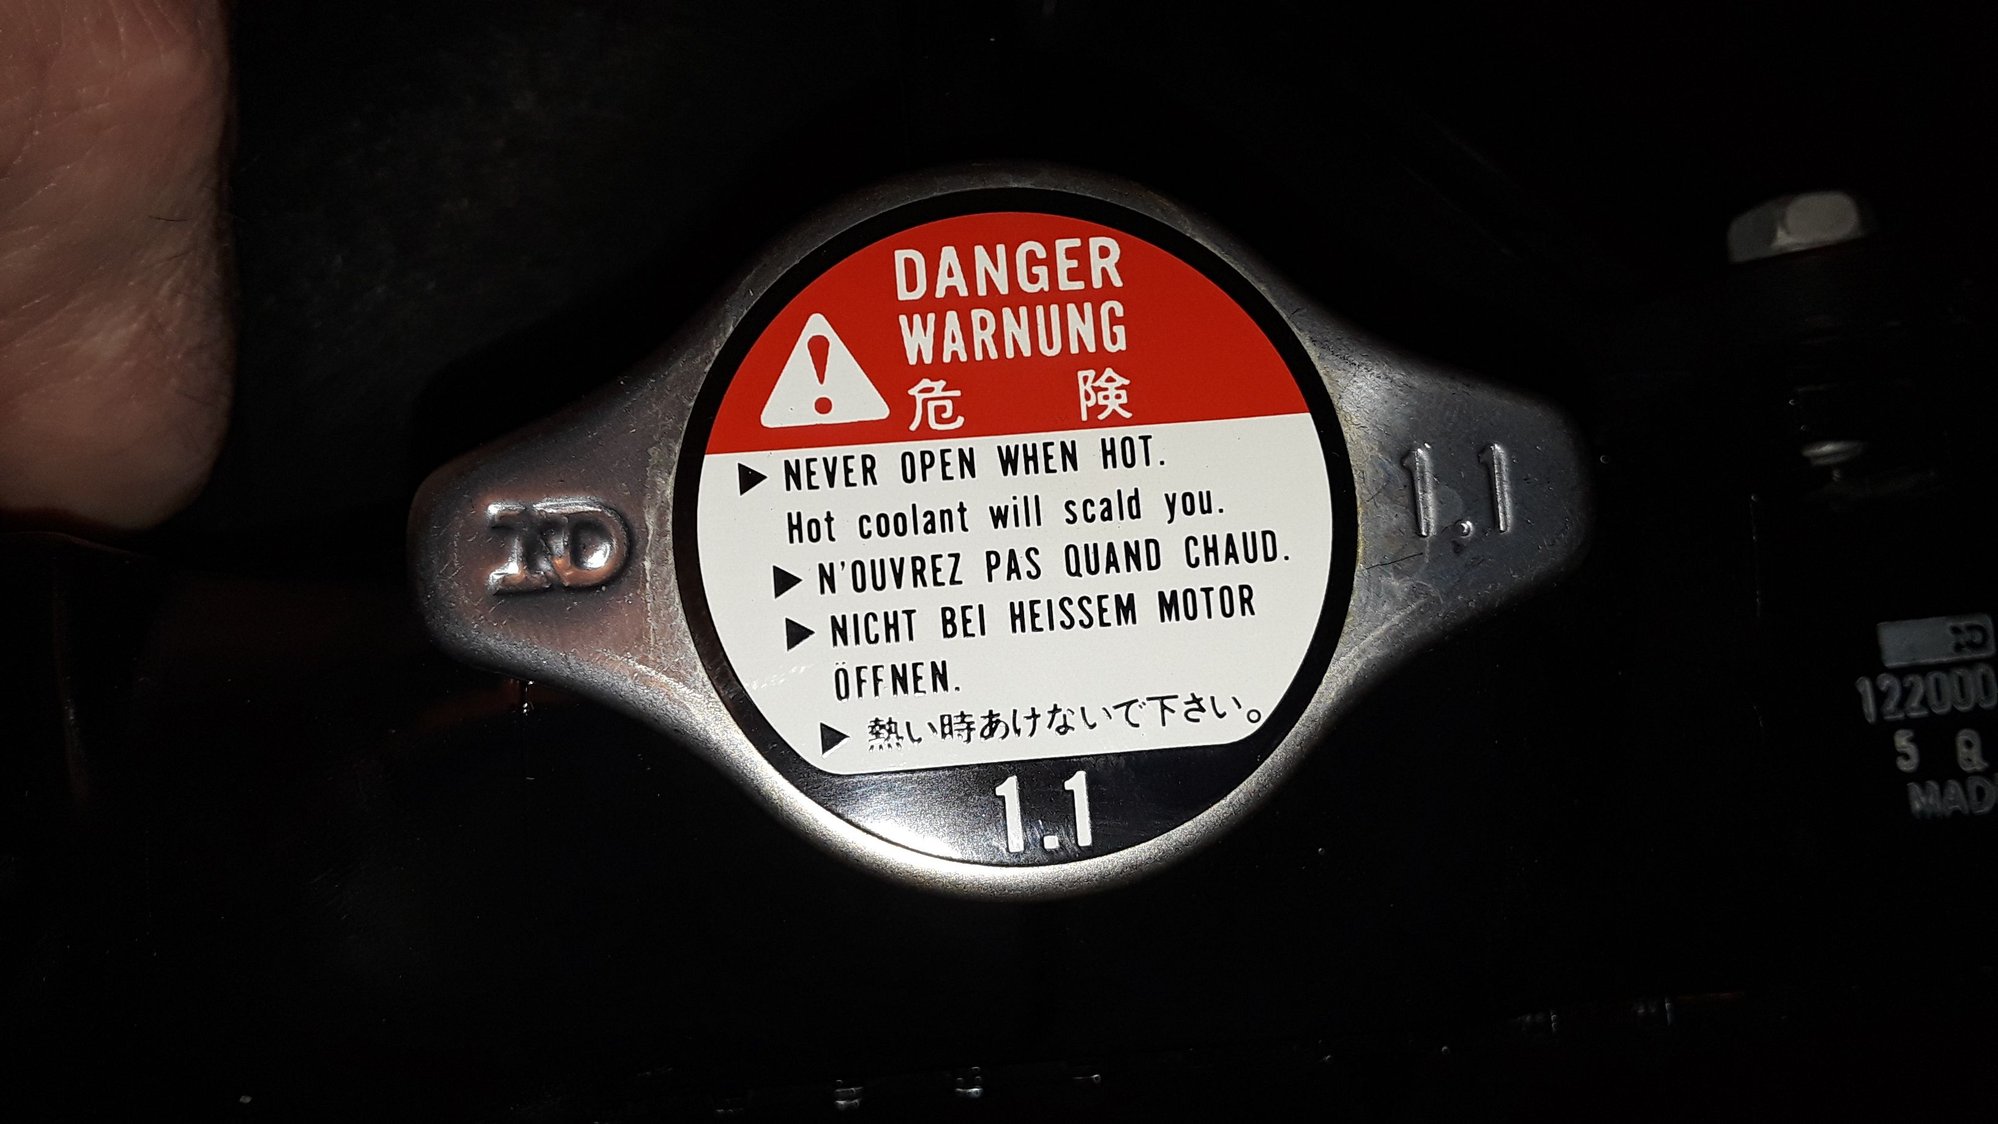 DANGER
WARNUNG
危険
NEVER OPEN WHEN HOT.
Hot coolant will scald you.
N'OUVREZ PAS QUAND CHAUD.
NICHT BEI HEISSEM MOTOR
ÖFFNEN.
熱い時あけないで下さい。
1.1
1.1
122000
5 Q